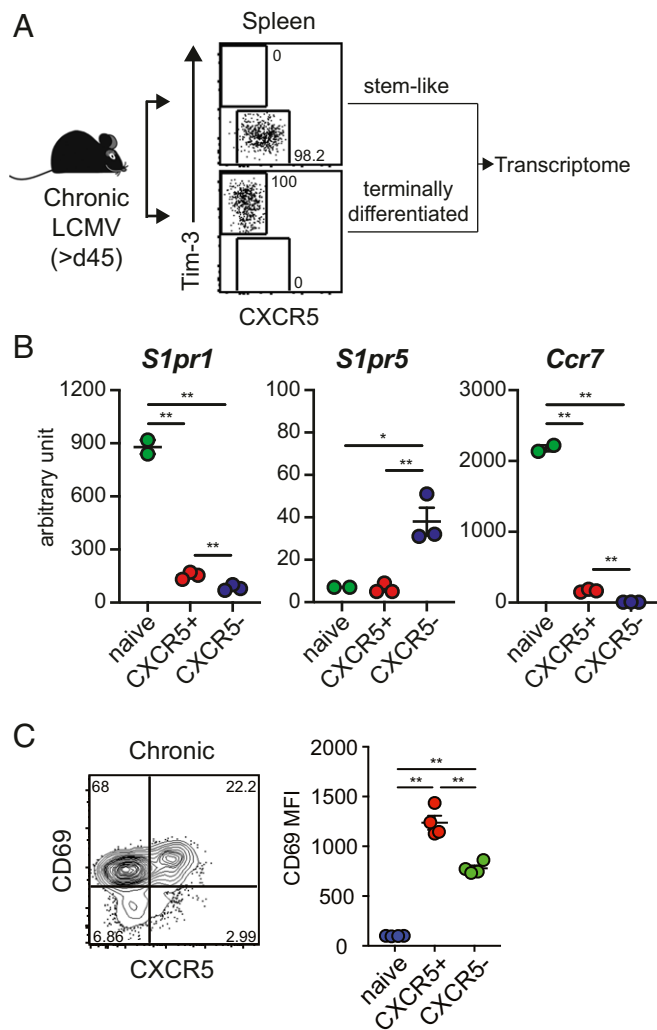 A
Spleen
0
98.2
100
0
Tim-3
CXCR5
Chronic
LCMV
(>d45)
stem-like
terminally
differentiated
Transcriptome
B
S1pr1
arbitrary unit
1200
900
600
300
0
naive
CXCR5+
CXCR5-
**
**
**
S1pr5
100
80
60
40
20
0
naive
CXCR5+
CXCR5-
*
**
Ccr7
3000
2000
1000
0
naive
CXCR5+
CXCR5-
**
**
**
C
Chronic
68
22.2
6.86
2.99
CD69
CXCR5
CD69 MFI
2000
1500
1000
500
0
naive
CXCR5+
CXCR5-
**
**
**